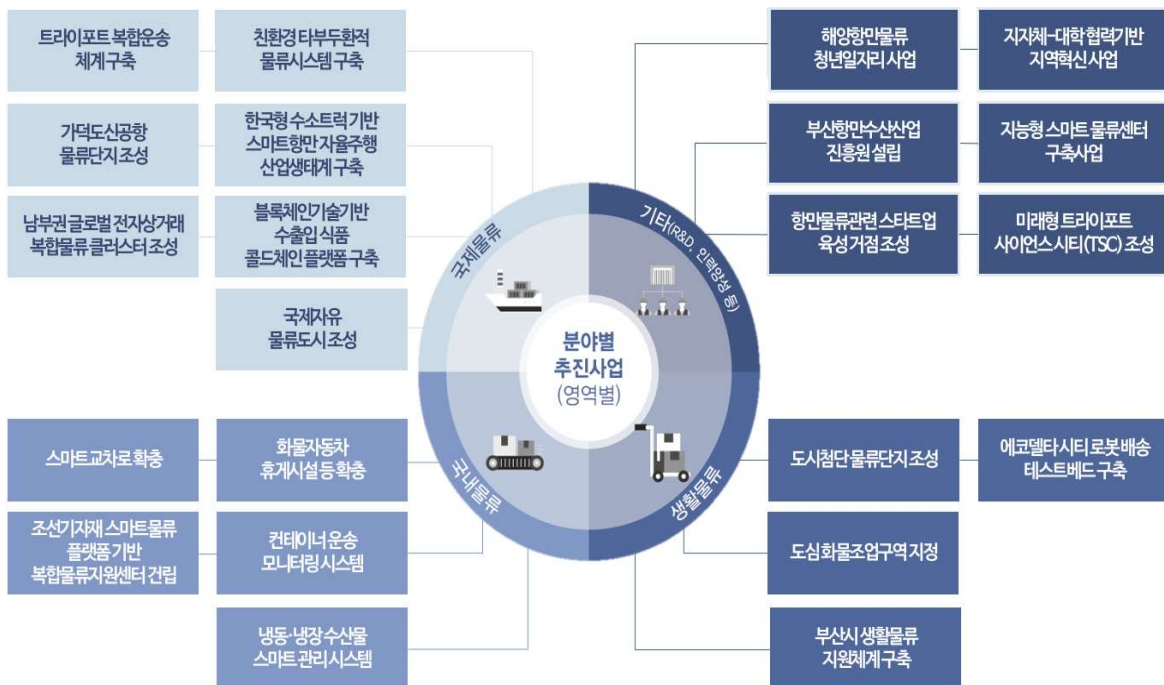 트라이포트 복합운송
체계 구축
친환경 타부두환적
물류시스템 구축
가덕도신공항
물류단지 조성
한국형 수소트럭 기반
스마트항만 자율주행
산업생태계 구축
남부권 글로벌 전자상거래
복합물류 클러스터 조성
블록체인기술기반
수출입 식품
콜드체인 플랫폼 구축
국제자유
물류도시 조성
해양항만물류
청년일자리 사업
지자체-대학 협력기반
지역혁신 사업
부산항만수산산업
진흥원 설립
지능형 스마트 물류센터
구축사업
항만물류관련 스타트업
육성 거점 조성
미래형 트라이포트
사이언스 시티(TSC) 조성
국제물류
기타(R&D, 인력양성 등)
분야별
추진사업
(영역별)
국내물류
생활물류
스마트교차로 확충
화물자동차
휴게시설 등 확충
조선기자재 스마트물류
플랫폼 기반
복합물류지원센터 건립
컨테이너 운송
모니터링 시스템
냉동·냉장 수산물
스마트 관리 시스템
도시첨단 물류단지 조성
에코델타 시티 로봇 배송
테스트베드 구축
도심 화물조업구역 지정
부산시 생활물류
지원체계 구축